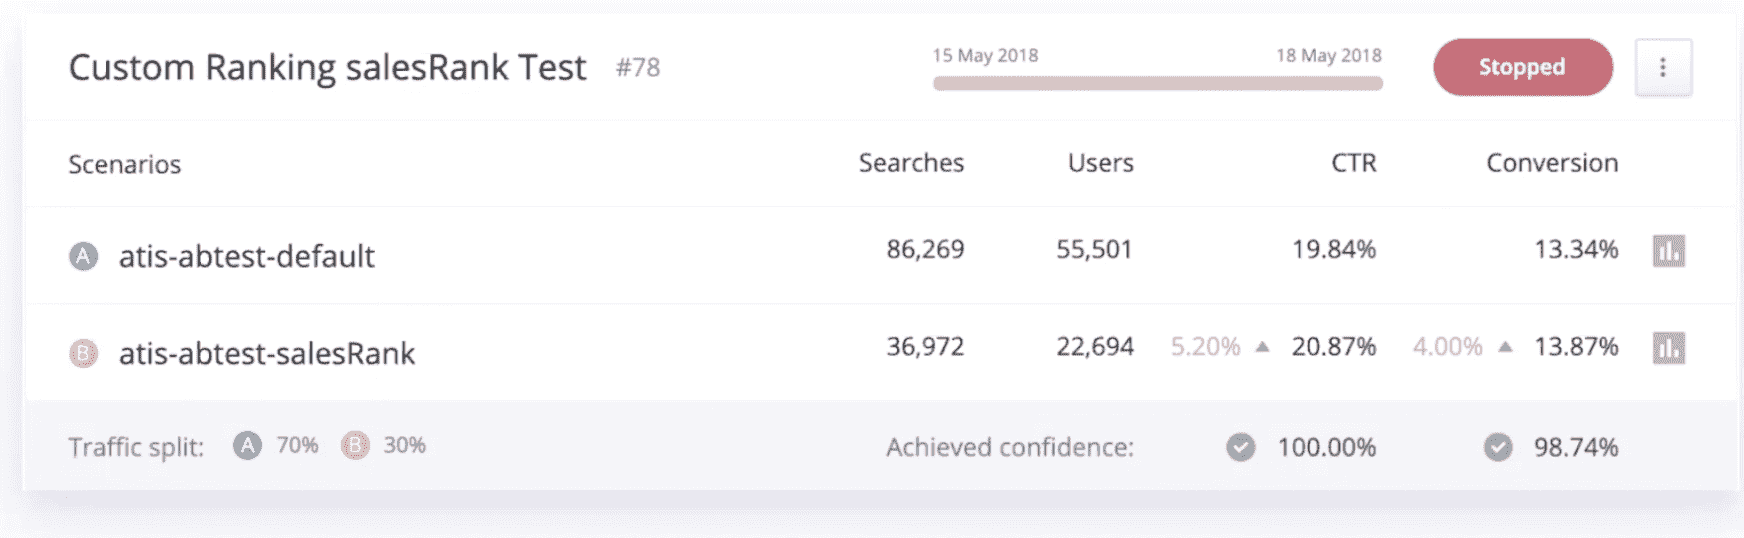 Custom Ranking salesRank Test #78 15 May 2018 18 May 2018 Stopped
Scenarios Searches Users CTR Conversion
A atis-abtest-default 86,269 55,501 19.84% 13.34%
B atis-abtest-salesRank 36,972 22,694 5.20% ▲ 20.87% 4.00% ▲ 13.87%
Traffic split: A 70% B 30% Achieved confidence: 100.00% 98.74%